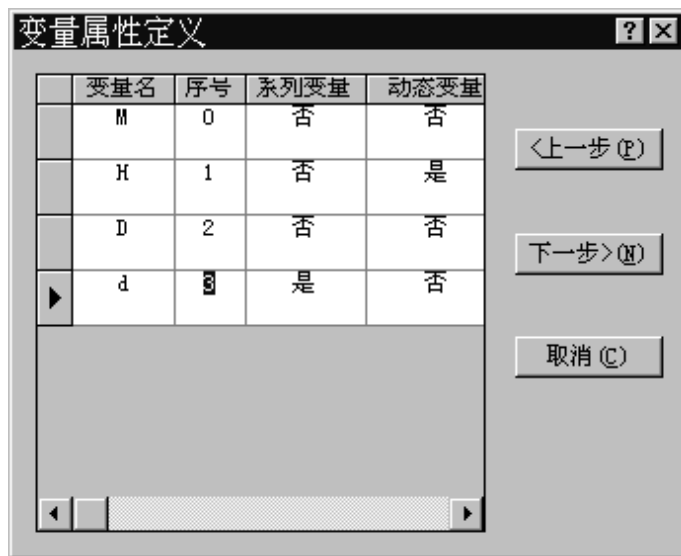 变量属性定义
变量名 序号 系列变量 动态变量
M 0 否 否
H 1 否 是
D 2 否 否
d 3 是 否
<上一步(P)
下一步>(N)
取消(C)